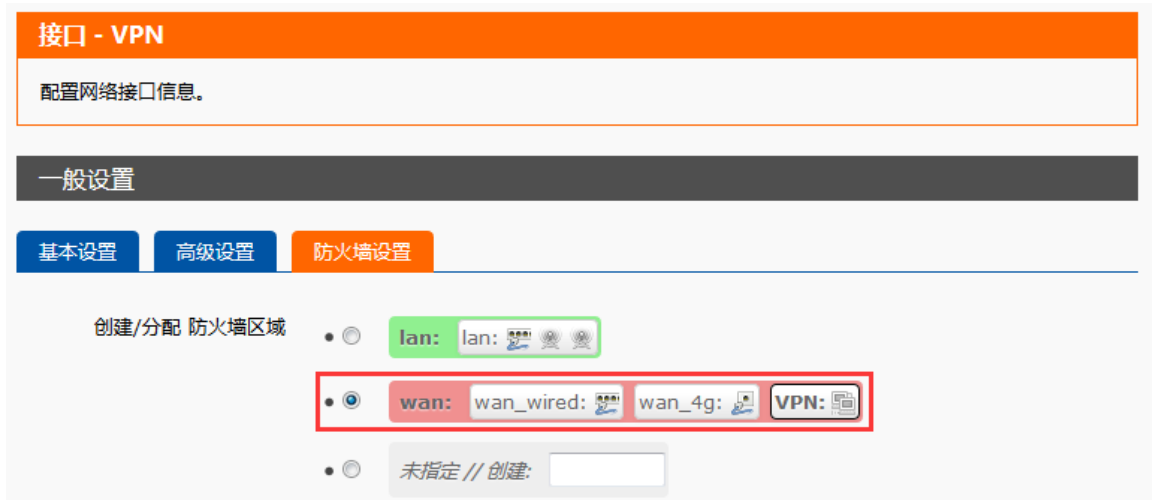 接口 - VPN
配置网络接口信息。
一般设置
基本设置 高级设置 防火墙设置
创建/分配 防火墙区域
lan: lan:
wan: wan_wired: wan_4g: VPN:
未指定 // 创建: